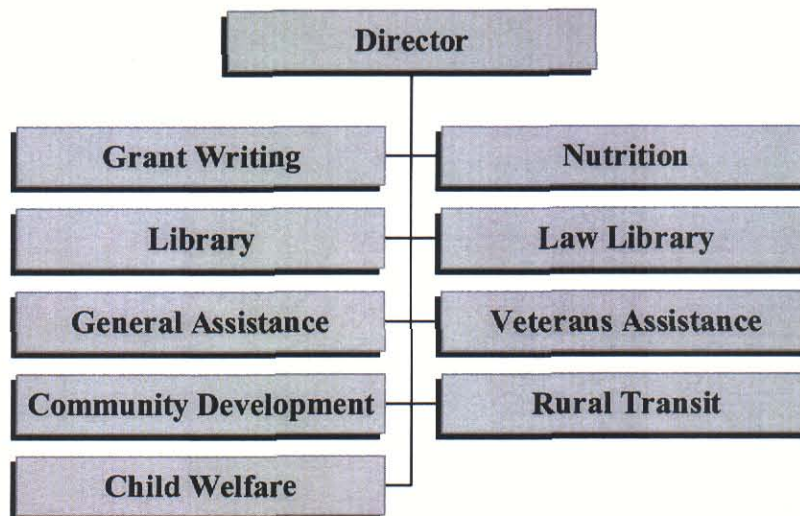 Director
Grant Writing
Nutrition
Library
Law Library
General Assistance
Veterans Assistance
Community Development
Rural Transit
Child Welfare